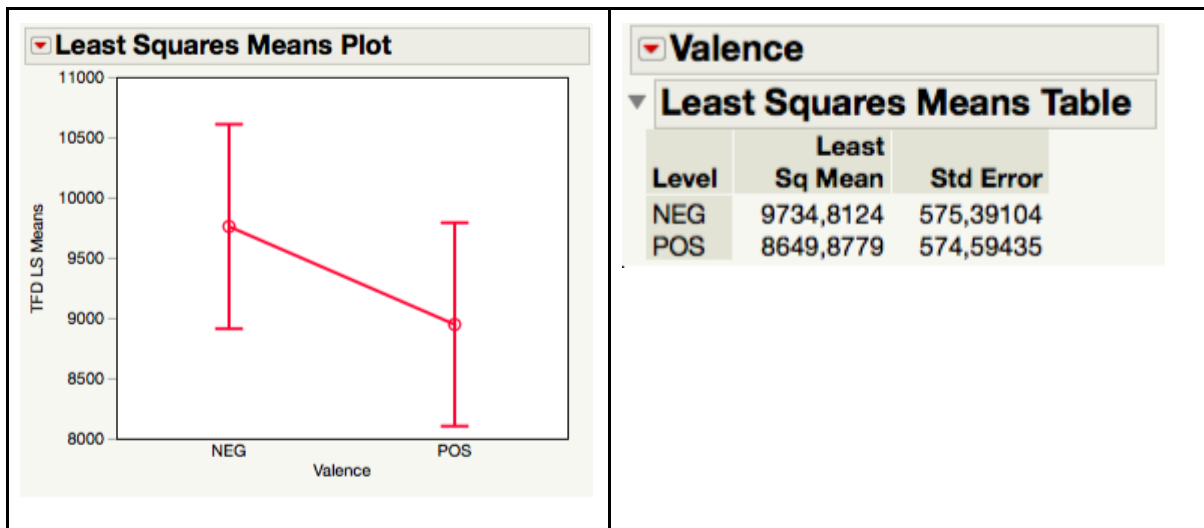 Least Squares Means Plot
11000
10500
10000
9500
9000
8500
8000
TFD LS Means
NEG POS
Valence
Valence
Least Squares Means Table
Least
Level Sq Mean Std Error
NEG 9734,8124 575,39104
POS 8649,8779 574,59435